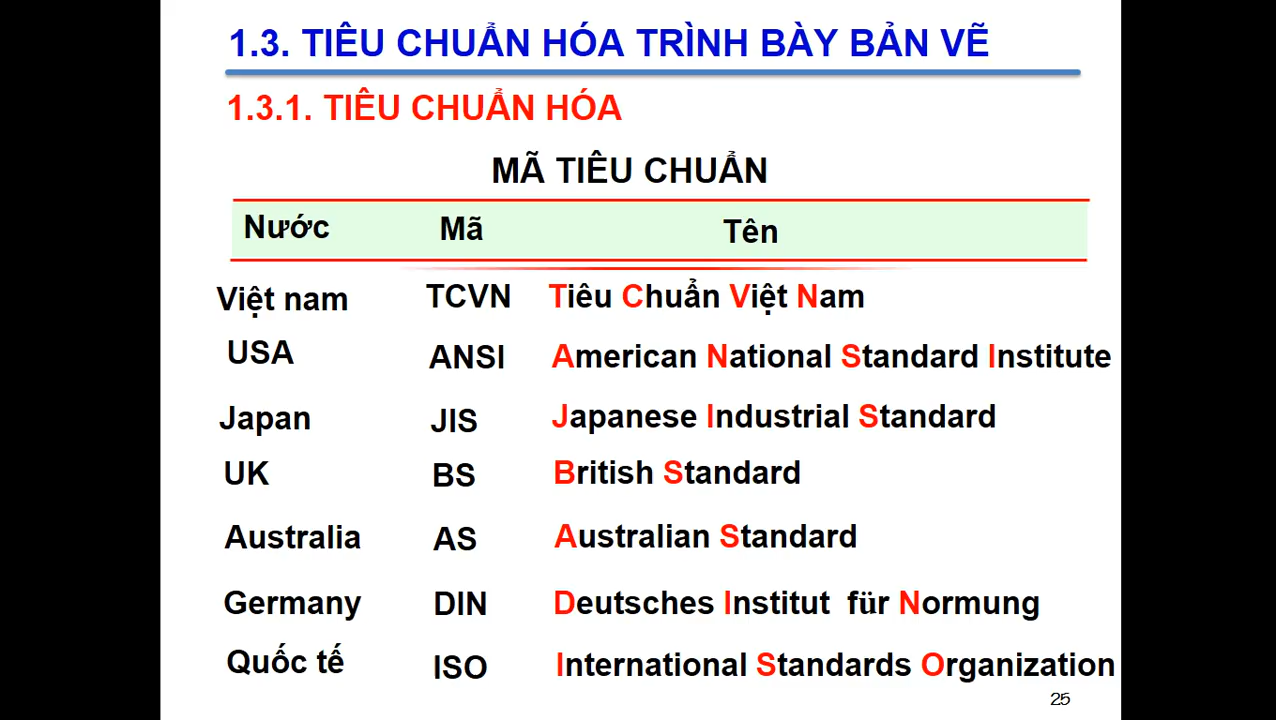 1.3. TIÊU CHUẨN HÓA TRÌNH BÀY BẢN VẼ
1.3.1. TIÊU CHUẨN HÓA
MÃ TIÊU CHUẨN
Nước Mã Tên
Việt nam TCVN Tiêu Chuẩn Việt Nam
USA ANSI American National Standard Institute
Japan JIS Japanese Industrial Standard
UK BS British Standard
Australia AS Australian Standard
Germany DIN Deutsches Institut für Normung
Quốc tế ISO International Standards Organization
25